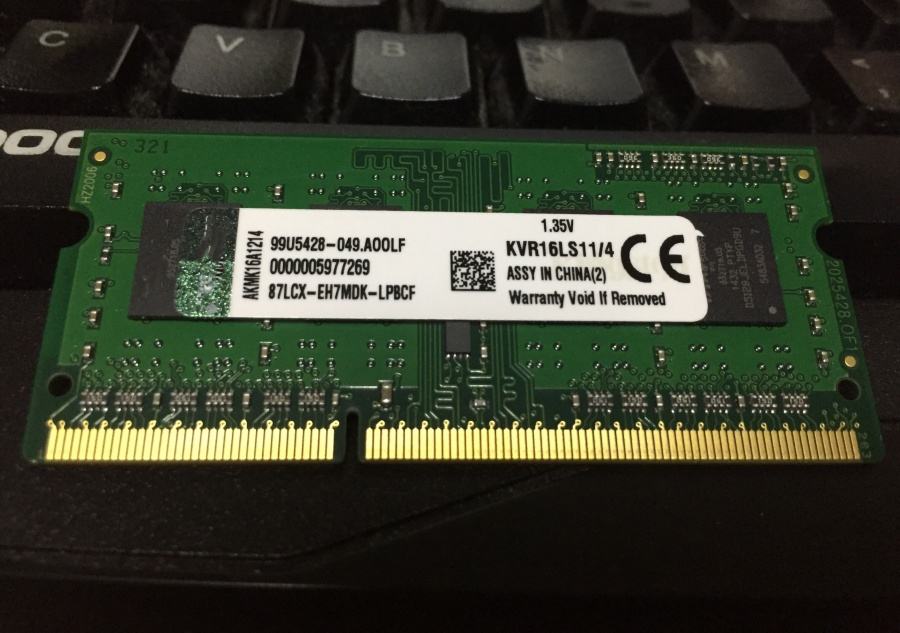 C V B N M <
321
HZ2006
AKMK16A1214
99U5428-049.A00LF
0000005977269
87LCX-EH7MDK-LPBCF
1.35V
KVR16LS11/4
ASSY IN CHINA(2)
Warranty Void If Removed
CE